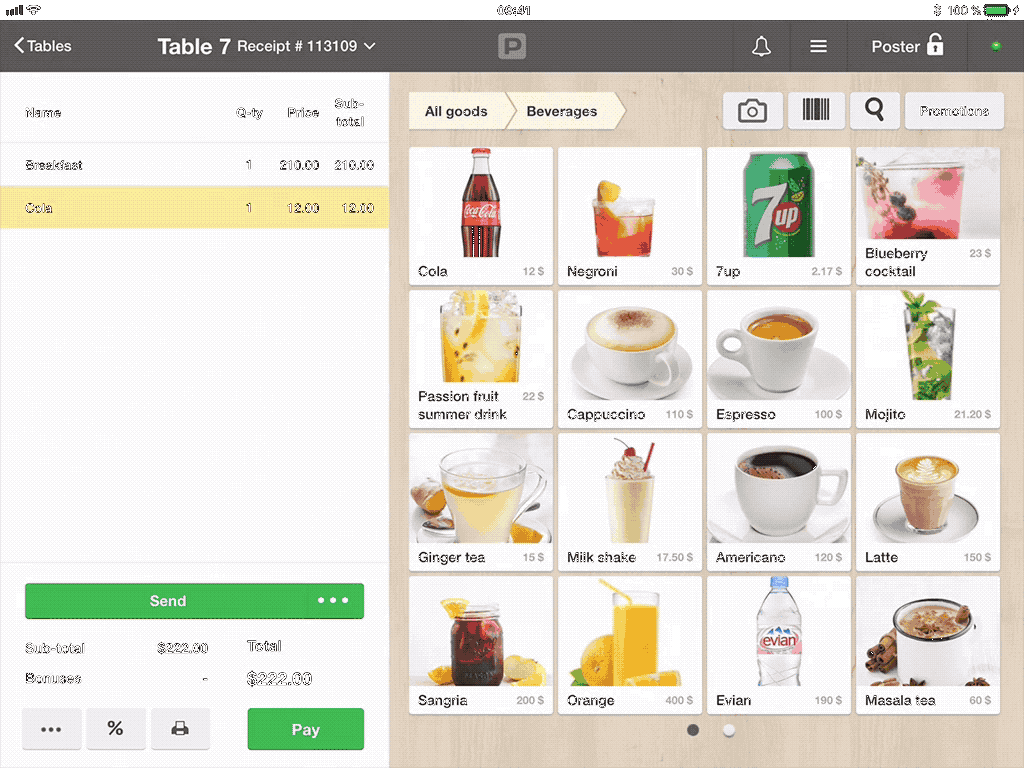 09:41
100 %
Tables
Table 7 Receipt # 113109
P
Poster
Name Q-ty Price Sub-total
Breakfast 1 210.00 210.00
Cola 1 12.00 12.00
Send
Sub-total $222.00 Total
Bonuses - $222.00
%
Pay
All goods Beverages
Promotions
Coca-Cola
Cola 12 $
Negroni 30 $
7up
7up 2.17 $
Blueberry cocktail 23 $
Passion fruit summer drink 22 $
Cappuccino 110 $
Espresso 100 $
Mojito 21.20 $
Ginger tea 15 $
Milk shake 17.50 $
Americano 120 $
Latte 150 $
Sangria 200 $
Orange 400 $
evian
Evian 190 $
Masala tea 60 $